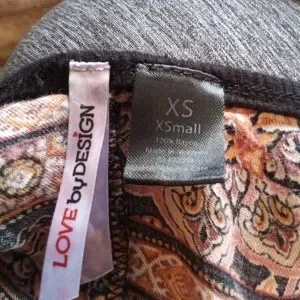 LOVE by DESIGN
XS
XSmall
100% Rayon